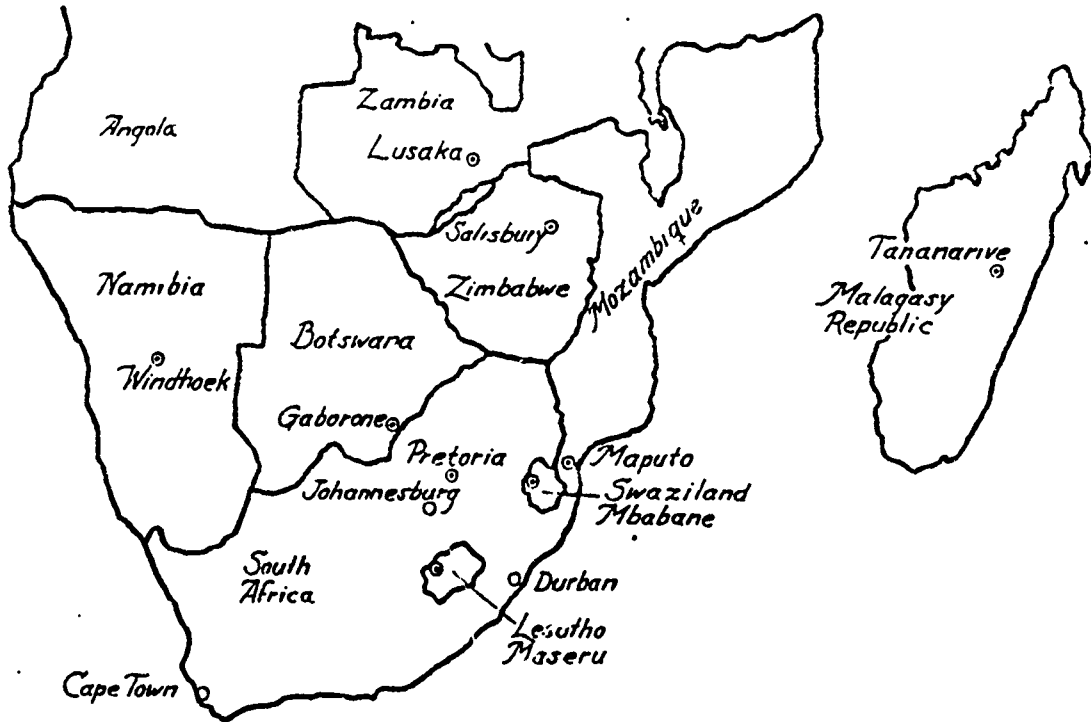 Zambia
Angola
Lusaka
Salisbury
Zimbabwe
Mozambique
Tananarive
Malagasy
Republic
Namibia
Windhoek
Botswana
Gaborone
Pretoria
Johannesburg
Maputo
Swaziland
Mbabane
South
Africa
Durban
Lesutho
Maseru
Cape Town